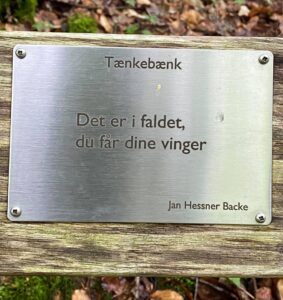 Tænkebænk
Det er i faldet,
du får dine vinger
Jan Hessner Backe